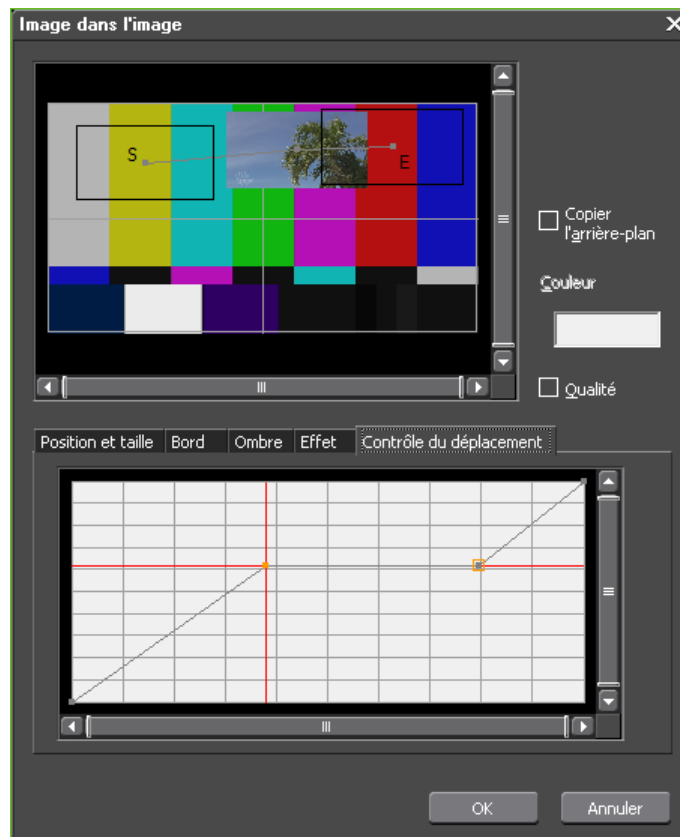 Image dans l'image
S
E
Copier
l'arrière-plan
Couleur
Qualité
Position et taille Bord Ombre Effet Contrôle du déplacement
OK Annuler